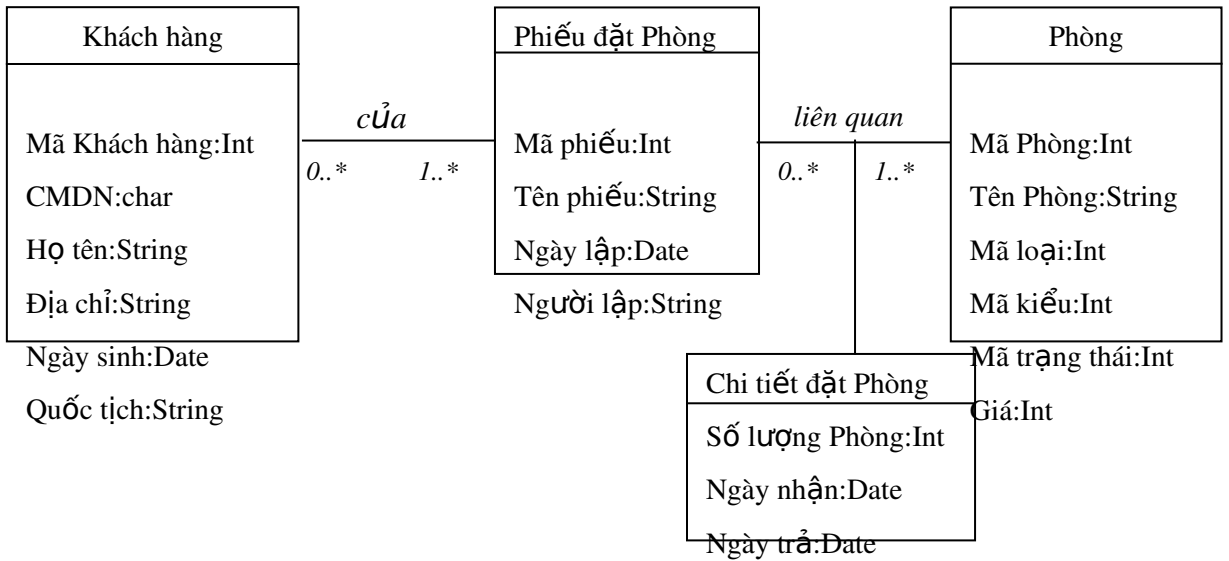 Khách hàng
Mã Khách hàng:Int
CMDN:char
Họ tên:String
Địa chỉ:String
Ngày sinh:Date
Quốc tịch:String
của
0..*
1..*
Phiếu đặt Phòng
Mã phiếu:Int
Tên phiếu:String
Ngày lập:Date
Người lập:String
liên quan
0..*
1..*
Phòng
Mã Phòng:Int
Tên Phòng:String
Mã loại:Int
Mã kiểu:Int
Mã trạng thái:Int
Giá:Int
Chi tiết đặt Phòng
Số lượng Phòng:Int
Ngày nhận:Date
Ngày trả:Date